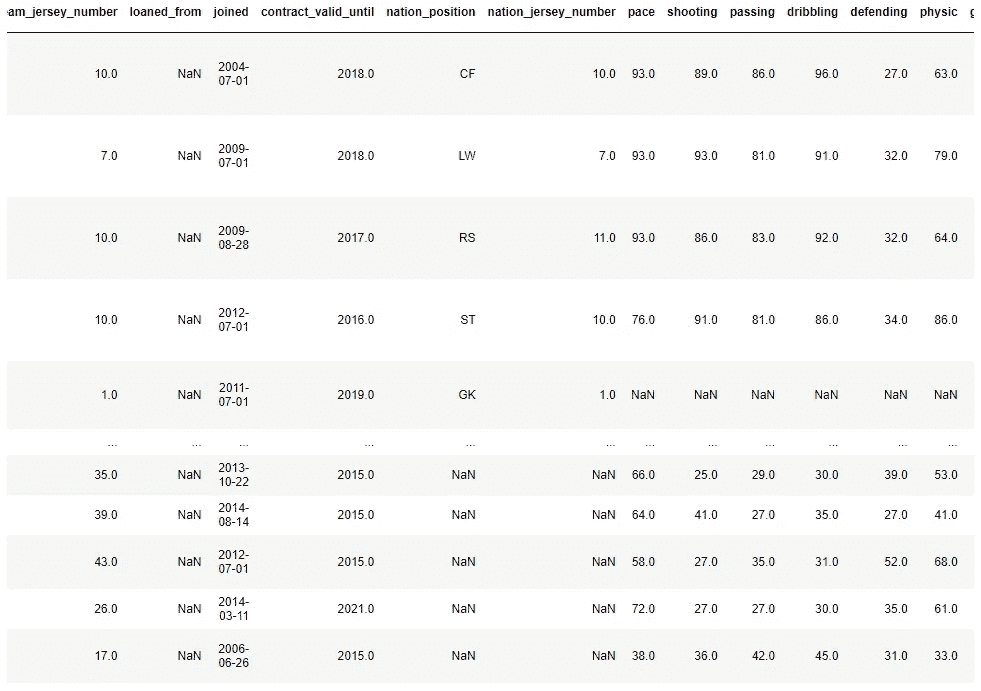 am_jersey_number loaned_from joined contract_valid_until nation_position nation_jersey_number pace shooting passing dribbling defending physic g
10.0 NaN 2004-07-01 2018.0 CF 10.0 93.0 89.0 86.0 96.0 27.0 63.0
7.0 NaN 2009-07-01 2018.0 LW 7.0 93.0 93.0 81.0 91.0 32.0 79.0
10.0 NaN 2009-08-28 2017.0 RS 11.0 93.0 86.0 83.0 92.0 32.0 64.0
10.0 NaN 2012-07-01 2016.0 ST 10.0 76.0 91.0 81.0 86.0 34.0 86.0
1.0 NaN 2011-07-01 2019.0 GK 1.0 NaN NaN NaN NaN NaN NaN
... ... ... ... ... ... ... ... ... ... ... ...
35.0 NaN 2013-10-22 2015.0 NaN NaN 66.0 25.0 29.0 30.0 39.0 53.0
39.0 NaN 2014-08-14 2015.0 NaN NaN 64.0 41.0 27.0 35.0 27.0 41.0
43.0 NaN 2012-07-01 2015.0 NaN NaN 58.0 27.0 35.0 31.0 52.0 68.0
26.0 NaN 2014-03-11 2021.0 NaN NaN 72.0 27.0 27.0 30.0 35.0 61.0
17.0 NaN 2006-06-26 2015.0 NaN NaN 38.0 36.0 42.0 45.0 31.0 33.0